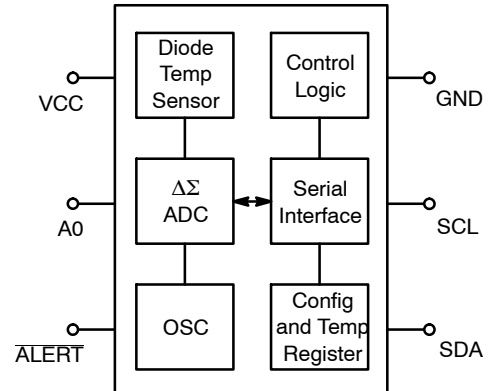 Diode
Temp
Sensor
Control
Logic
VCC
GND
ΔΣ
ADC
Serial
Interface
A0
SCL
OSC
Config
and Temp
Register
ALERT
SDA